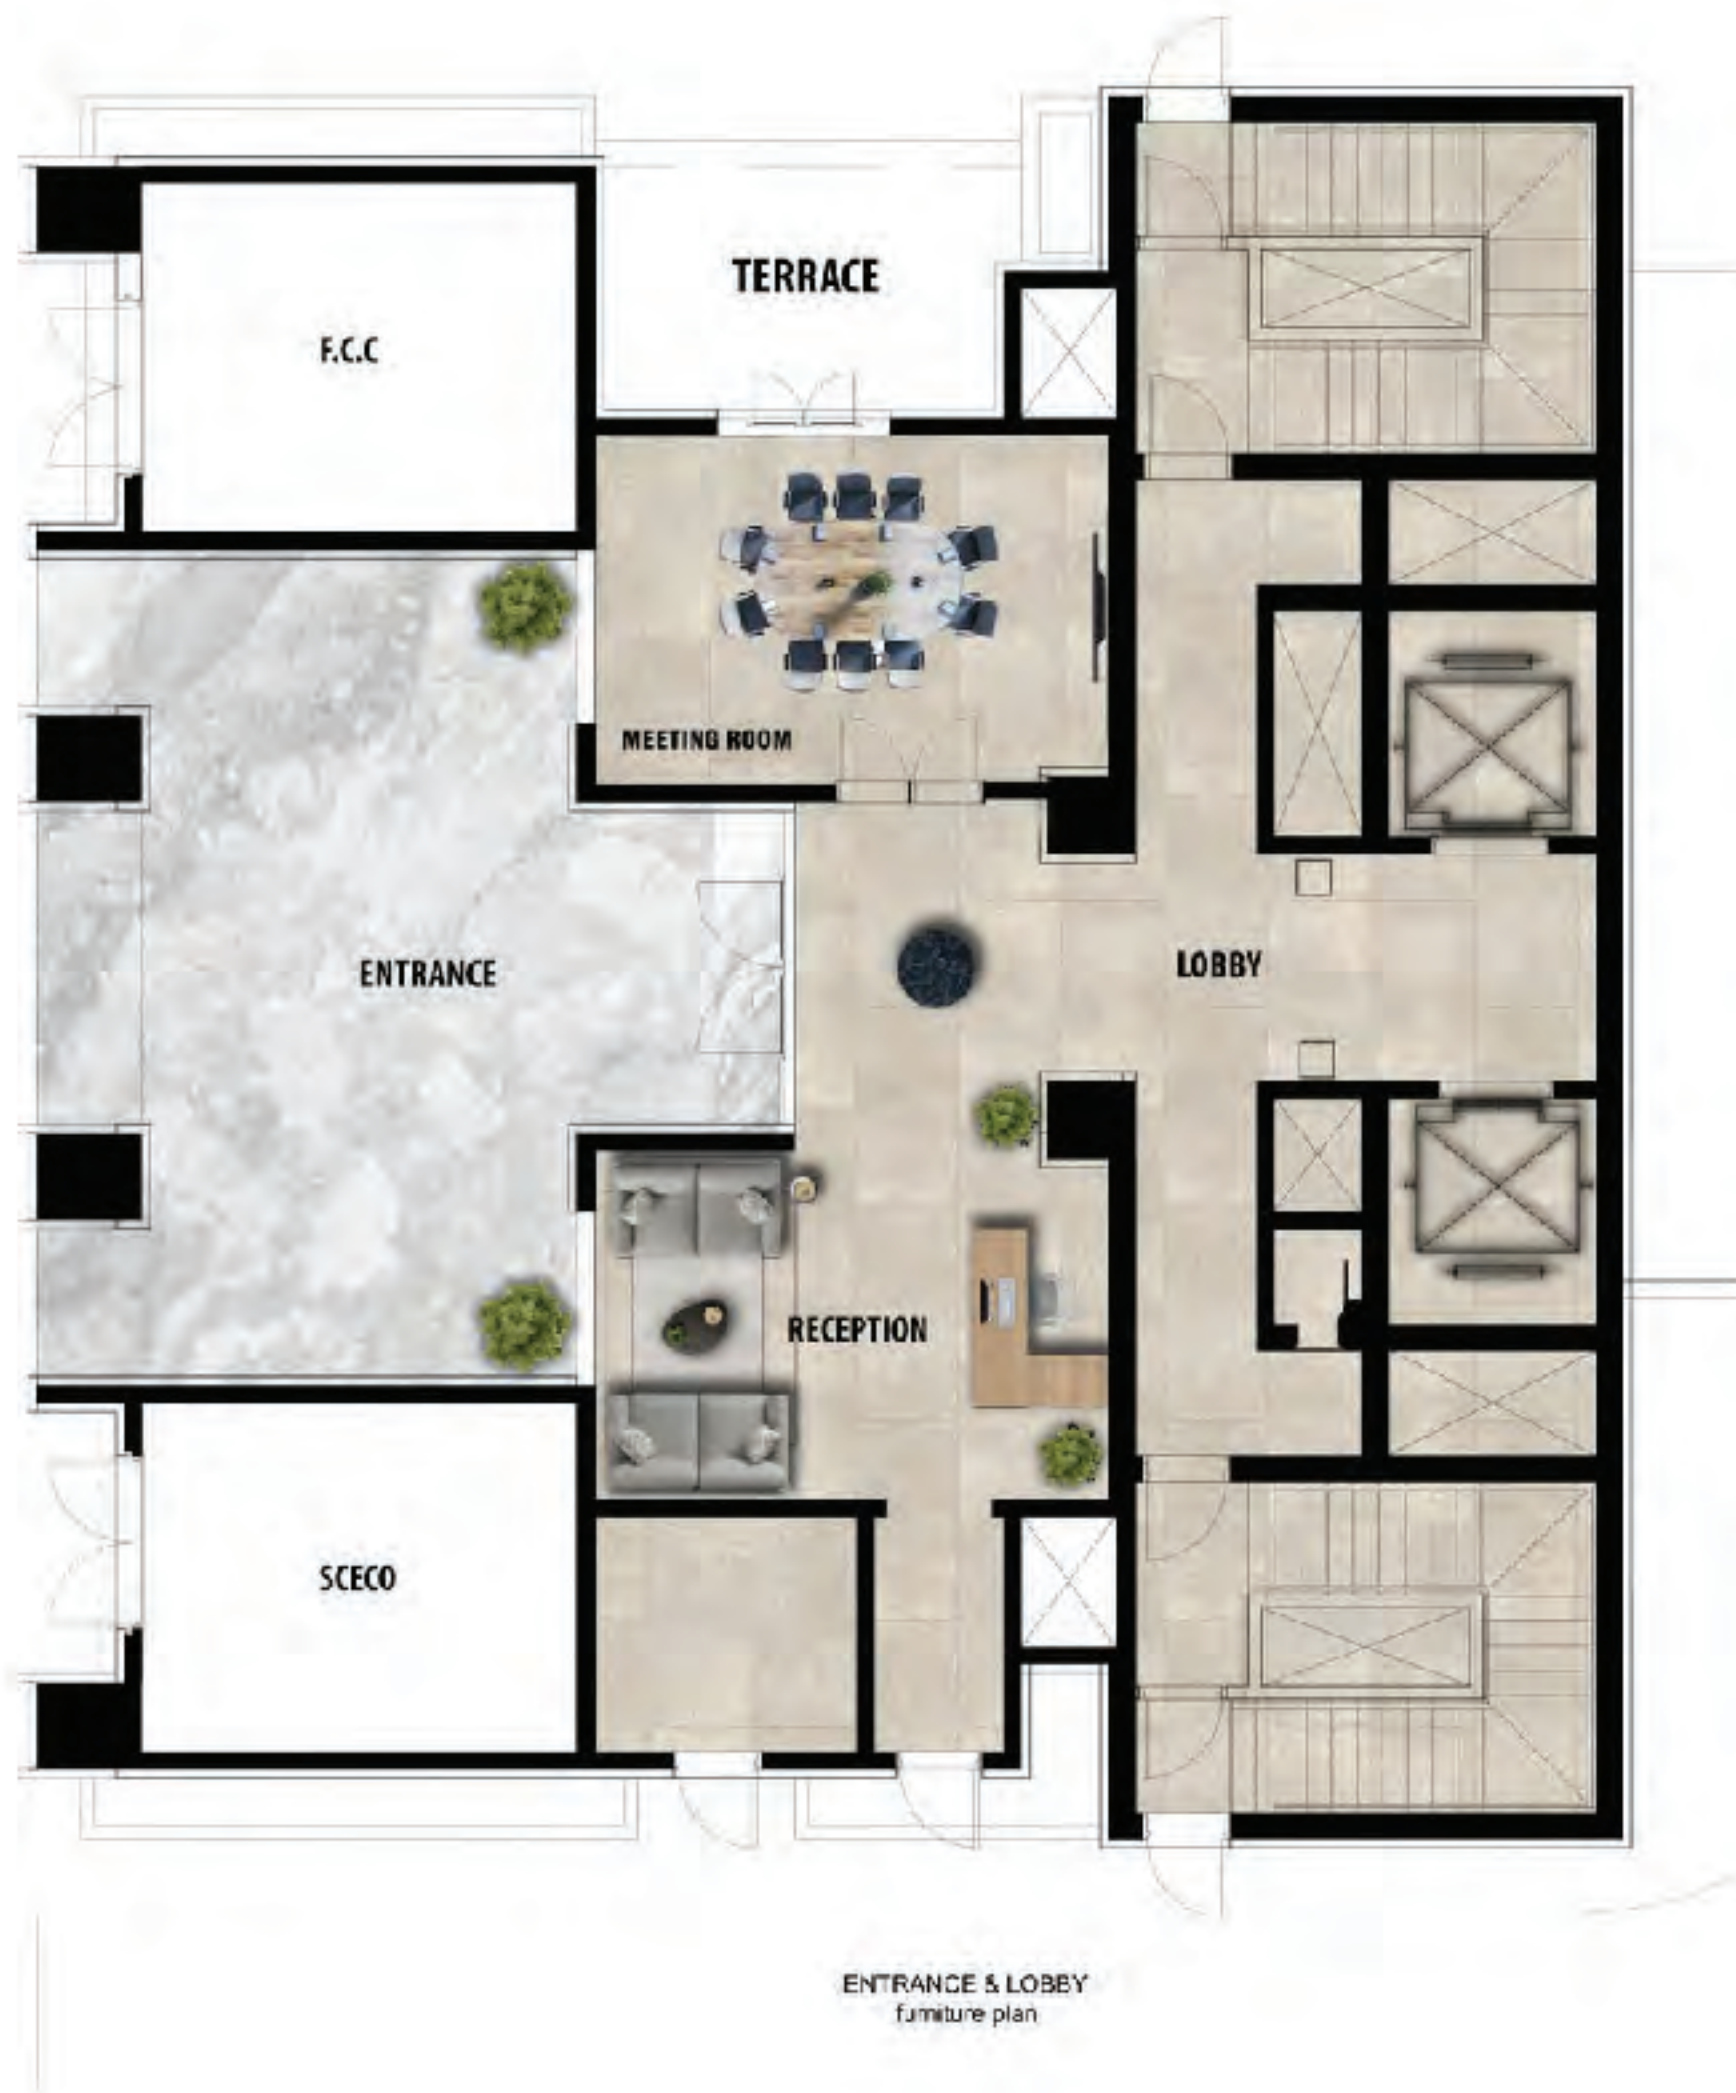 TERRACE
F.C.C
MEETING ROOM
ENTRANCE
LOBBY
RECEPTION
SCECO
ENTRANCE & LOBBY
furniture plan